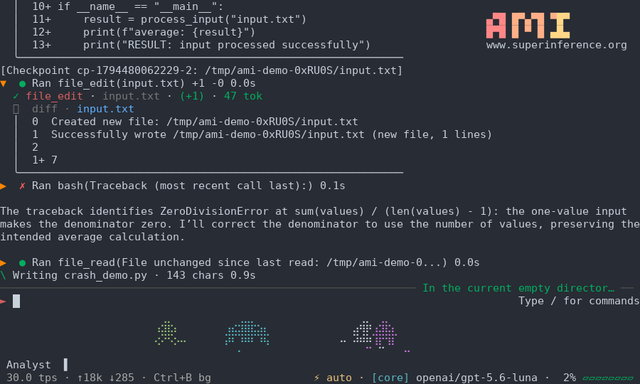 10+ if __name__ == "__main__":
11+     result = process_input("input.txt")
12+     print(f"average: {result}")
13+     print("RESULT: input processed successfully")
AMI
www.superinference.org
[Checkpoint cp-1794480062229-2: /tmp/ami-demo-0xRU0S/input.txt]
▼ ● Ran file_edit(input.txt) +1 -0 0.0s
✓ file_edit · input.txt · (+1) · 47 tok
diff · input.txt
0  Created new file: /tmp/ami-demo-0xRU0S/input.txt
1  Successfully wrote /tmp/ami-demo-0xRU0S/input.txt (new file, 1 lines)
2
1+ 7
▶ ✗ Ran bash(Traceback (most recent call last):) 0.1s
The traceback identifies ZeroDivisionError at sum(values) / (len(values) - 1): the one-value input
makes the denominator zero. I’ll correct the denominator to use the number of values, preserving the
intended average calculation.
▶ ● Ran file_read(File unchanged since last read: /tmp/ami-demo-0...) 0.0s
\ Writing crash_demo.py · 143 chars 0.9s
In the current empty director…
Type / for commands
Analyst
30.0 tps · ↑18k ↓285 · Ctrl+B bg
⚡ auto · [core] openai/gpt-5.6-luna · 2%